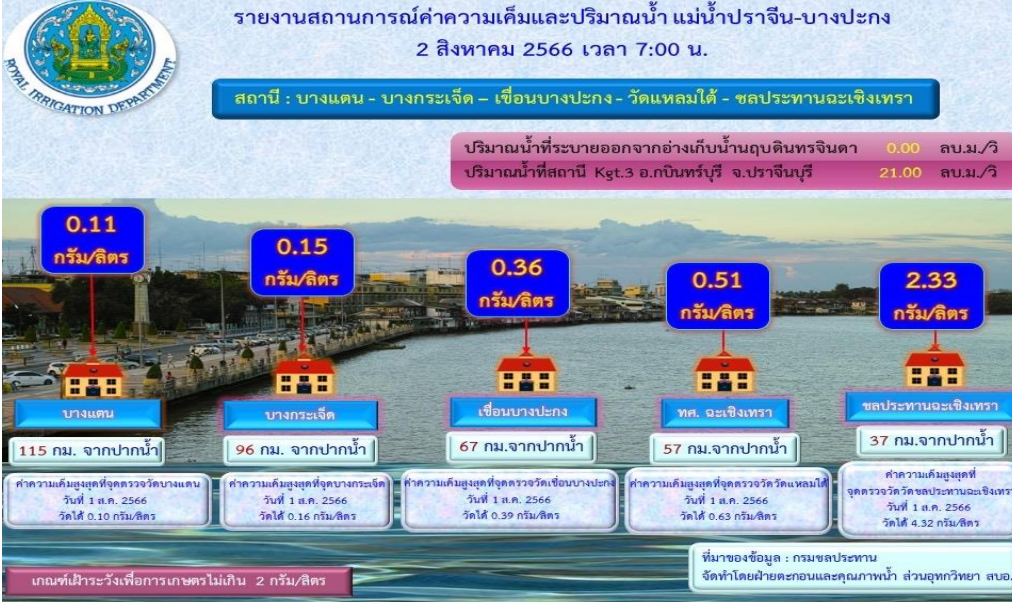 รายงานสถานการณ์ค่าความเค็มและปริมาณน้ำ แม่น้ำปราจีน-บางปะกง
2 สิงหาคม 2566 เวลา 7:00 น.
ROYAL IRRIGATION DEPARTMENT
สถานี : บางแตน - บางกระเจ็ด – เขื่อนบางปะกง - วัดแหลมใต้ - ชลประทานฉะเชิงเทรา
ปริมาณน้ำที่ระบายออกจากอ่างเก็บน้ำนฤบดินทรจินดา 0.00 ลบ.ม./วิ
ปริมาณน้ำที่สถานี Kgt.3 อ.กบินทร์บุรี จ.ปราจีนบุรี 21.00 ลบ.ม./วิ
0.11
กรัม/ลิตร
0.15
กรัม/ลิตร
0.36
กรัม/ลิตร
0.51
กรัม/ลิตร
2.33
กรัม/ลิตร
บางแตน
บางกระเจ็ด
เขื่อนบางปะกง
ทศ. ฉะเชิงเทรา
ชลประทานฉะเชิงเทรา
115 กม. จากปากน้ำ
96 กม. จากปากน้ำ
67 กม.จากปากน้ำ
57 กม.จากปากน้ำ
37 กม.จากปากน้ำ
ค่าความเค็มสูงสุดที่จุดตรวจวัดบางแตน
วันที่ 1 ส.ค. 2566
วัดได้ 0.10 กรัม/ลิตร
ค่าความเค็มสูงสุดที่จุดบางกระเจ็ด
วันที่ 1 ส.ค. 2566
วัดได้ 0.16 กรัม/ลิตร
ค่าความเค็มสูงสุดที่จุดตรวจวัดเขื่อนบางปะกง
วันที่ 1 ส.ค. 2566
วัดได้ 0.39 กรัม/ลิตร
ค่าความเค็มสูงสุดที่จุดตรวจวัดวัดแหลมใต้
วันที่ 1 ส.ค. 2566
วัดได้ 0.63 กรัม/ลิตร
ค่าความเค็มสูงสุดที่
จุดตรวจวัดวัดชลประทานฉะเชิงเทรา
วันที่ 1 ส.ค. 2566
วัดได้ 4.32 กรัม/ลิตร
ที่มาของข้อมูล : กรมชลประทาน
จัดทำโดยฝ่ายตะกอนและคุณภาพน้ำ ส่วนอุทกวิทยา สบอ.
เกณฑ์เฝ้าระวังเพื่อการเกษตรไม่เกิน 2 กรัม/ลิตร